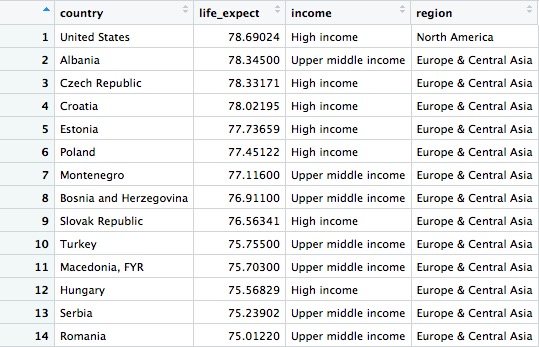 country life_expect income region
1 United States 78.69024 High income North America
2 Albania 78.34500 Upper middle income Europe & Central Asia
3 Czech Republic 78.33171 High income Europe & Central Asia
4 Croatia 78.02195 High income Europe & Central Asia
5 Estonia 77.73659 High income Europe & Central Asia
6 Poland 77.45122 High income Europe & Central Asia
7 Montenegro 77.11600 Upper middle income Europe & Central Asia
8 Bosnia and Herzegovina 76.91100 Upper middle income Europe & Central Asia
9 Slovak Republic 76.56341 High income Europe & Central Asia
10 Turkey 75.75500 Upper middle income Europe & Central Asia
11 Macedonia, FYR 75.70300 Upper middle income Europe & Central Asia
12 Hungary 75.56829 High income Europe & Central Asia
13 Serbia 75.23902 Upper middle income Europe & Central Asia
14 Romania 75.01220 Upper middle income Europe & Central Asia